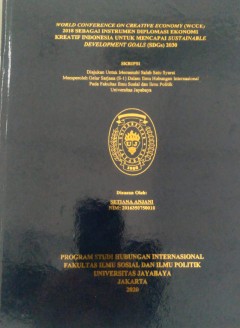 WORLD CONFERENCE ON CREATIVE ECONOMY (WCCE)
2018 SEBAGAI INSTRUMEN DIPLOMASI EKONOMI
KREATIF INDONESIA UNTUK MENCAPAI SUSTAINABLE
DEVELOPMENT GOALS (SDGs) 2030
SKRIPSI
Diajukan Untuk Memenuhi Salah Satu Syarat
Memperoleh Gelar Sarjana (S-1) Dalam Ilmu Hubungan Internasional
Pada Fakultas Ilmu Sosial dan Ilmu Politik
Universitas Jayabaya
Disusun Oleh:
SETIANA ANJANI
NIM: 2016350750016
PROGRAM STUDI HUBUNGAN INTERNASIONAL
FAKULTAS ILMU SOSIAL DAN ILMU POLITIK
UNIVERSITAS JAYABAYA
JAKARTA
2020